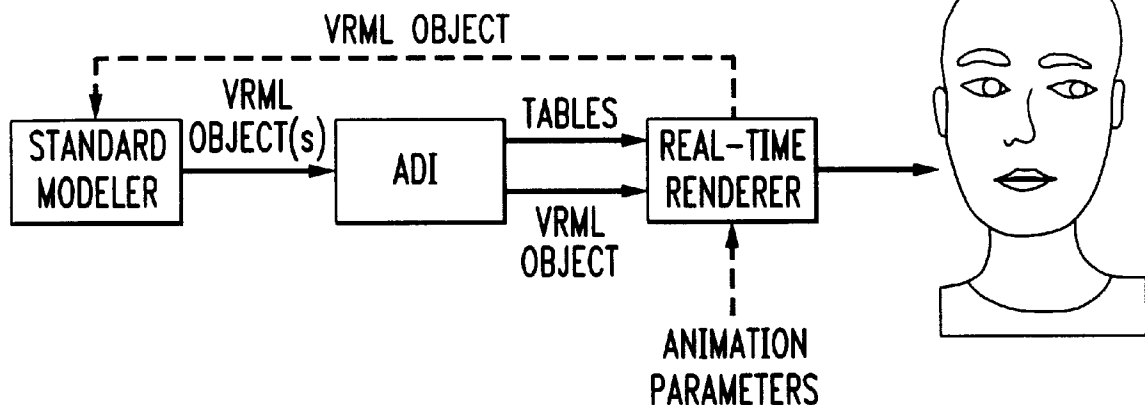 VRML OBJECT
VRML
OBJECT(s)
TABLES
STANDARD
MODELER
ADI
REAL-TIME
RENDERER
VRML
OBJECT
ANIMATION
PARAMETERS